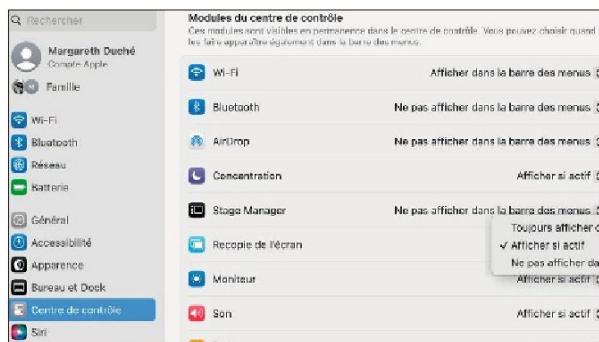 Rechercher
Margareth Duché
Compte Apple
Famille
Wi-Fi
Bluetooth
Réseau
Batterie
Général
Accessibilité
Apparence
Bureau et Dock
Centre de contrôle
Siri
Modules du centre de contrôle
Ces modules sont visibles en permanence dans le centre de contrôle. Vous pouvez choisir quand
les faire apparaître également dans la barre des menus.
Wi-Fi Afficher dans la barre des menus
Bluetooth Ne pas afficher dans la barre des menus
AirDrop Ne pas afficher dans la barre des menus
Concentration Afficher si actif
Stage Manager Ne pas afficher dans la barre des menus
Toujours afficher
Recopie de l'écran Afficher si actif
Ne pas afficher da
Moniteur Afficher si actif
Son Afficher si actif